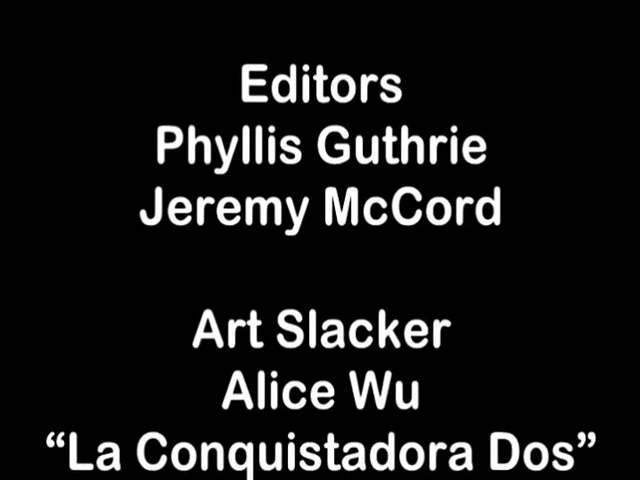 Editors
Phyllis Guthrie
Jeremy McCord
Art Slacker
Alice Wu
“La Conquistadora Dos”